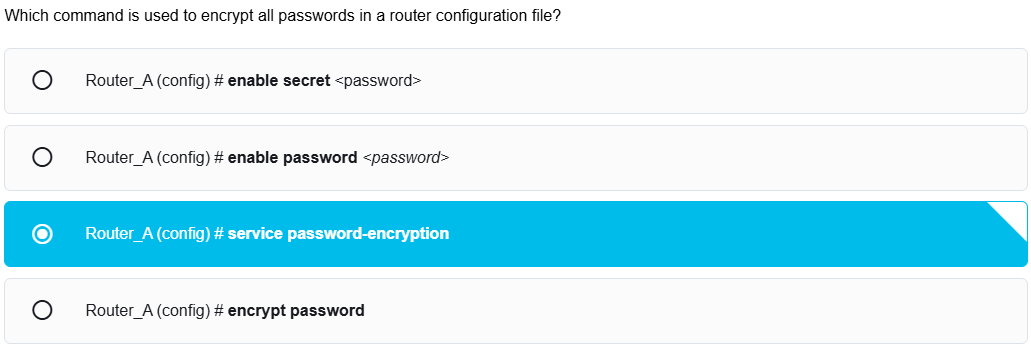 Which command is used to encrypt all passwords in a router configuration file?
Router_A (config) # enable secret <password>
Router_A (config) # enable password <password>
Router_A (config) # service password-encryption
Router_A (config) # encrypt password